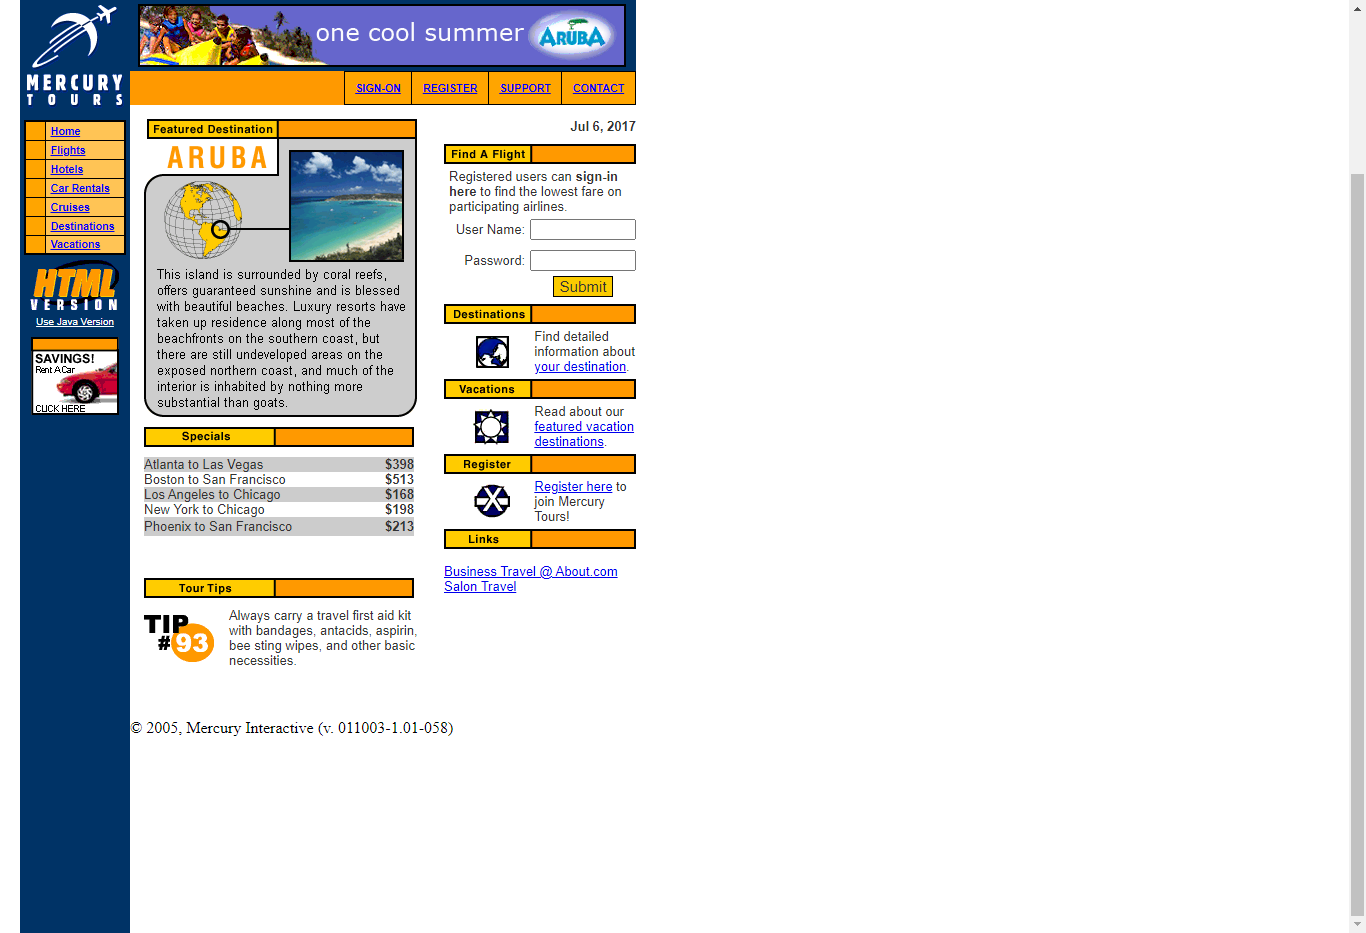 one cool summer ARUBA
MERCURY
TOURS
SIGN-ON REGISTER SUPPORT CONTACT
Home
Flights
Hotels
Car Rentals
Cruises
Destinations
Vacations
HTML
VERSION
Use Java Version
SAVINGS!
Rent A Car
CLICK HERE
Featured Destination
ARUBA
This island is surrounded by coral reefs,
offers guaranteed sunshine and is blessed
with beautiful beaches. Luxury resorts have
taken up residence along most of the
beachfronts on the southern coast, but
there are still undeveloped areas on the
exposed northern coast, and much of the
interior is inhabited by nothing more
substantial than goats.
Specials
Atlanta to Las Vegas $398
Boston to San Francisco $513
Los Angeles to Chicago $168
New York to Chicago $198
Phoenix to San Francisco $213
Tour Tips
TIP
#93
Always carry a travel first aid kit
with bandages, antacids, aspirin,
bee sting wipes, and other basic
necessities.
Jul 6, 2017
Find A Flight
Registered users can sign-in
here to find the lowest fare on
participating airlines.
User Name:
Password:
Submit
Destinations
Find detailed
information about
your destination.
Vacations
Read about our
featured vacation
destinations.
Register
Register here to
join Mercury
Tours!
Links
Business Travel @ About.com
Salon Travel
© 2005, Mercury Interactive (v. 011003-1.01-058)